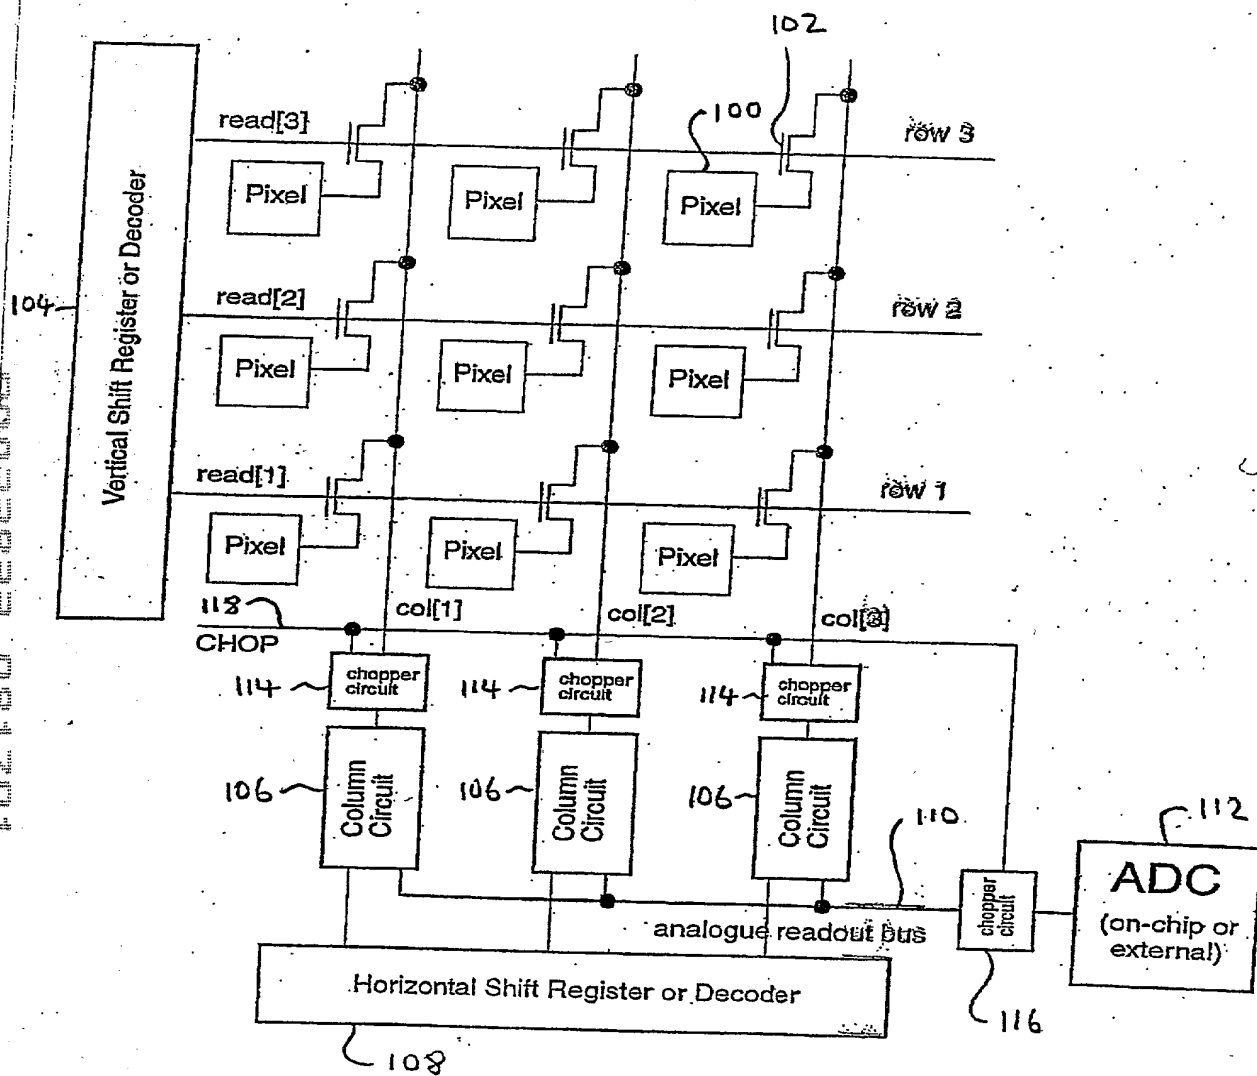 102
read[3]
100
row 3
Pixel
Pixel
Pixel
Vertical Shift Register or Decoder
104
read[2]
row 2
Pixel
Pixel
Pixel
read[1]
row 1
Pixel
Pixel
Pixel
118
col[1]
col[2]
col[3]
CHOP
114
chopper
circuit
114
chopper
circuit
114
chopper
circuit
106
Column
Circuit
106
Column
Circuit
106
Column
Circuit
110
112
ADC
(on-chip or
external)
chopper
circuit
analogue readout bus
116
Horizontal Shift Register or Decoder
108